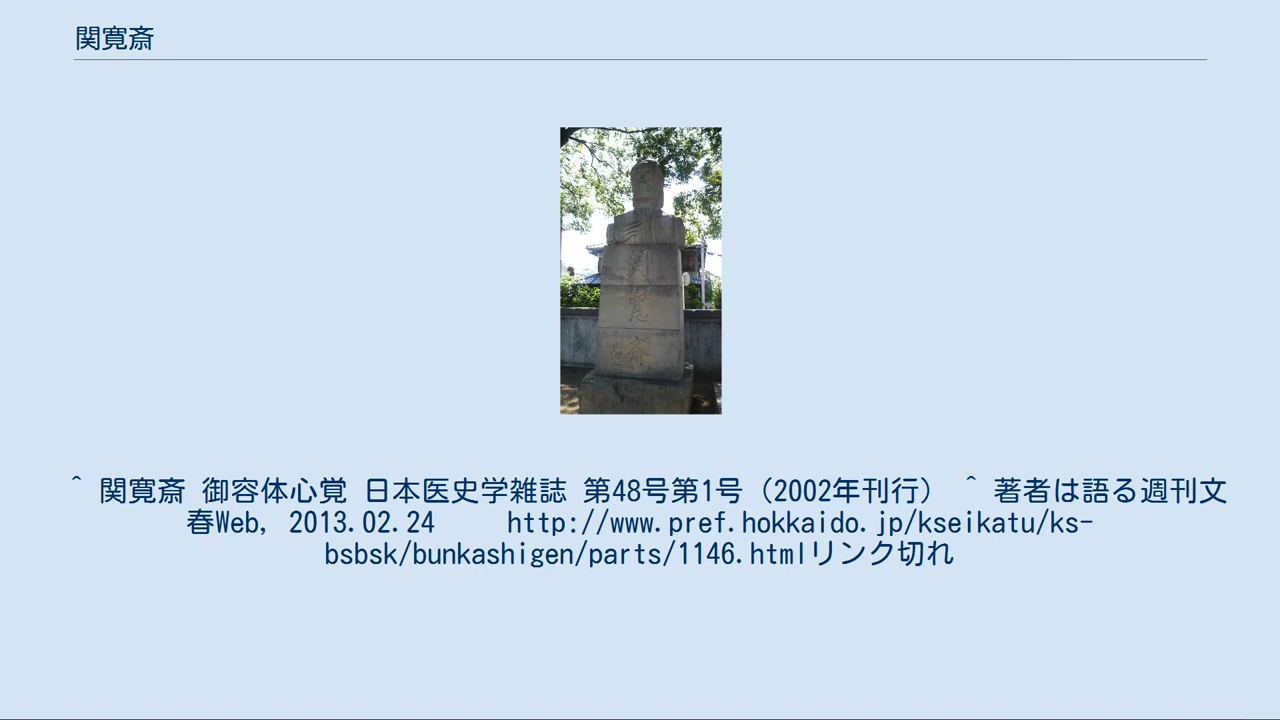 関寛斎
関
寛
斎
＾ 関寛斎 御容体心覚 日本医史学雑誌 第48号第1号（2002年刊行） ＾ 著者は語る週刊文
春Web, 2013.02.24 http://www.pref.hokkaido.jp/kseikatu/ks-
bsbsk/bunkashigen/parts/1146.htmlリンク切れ